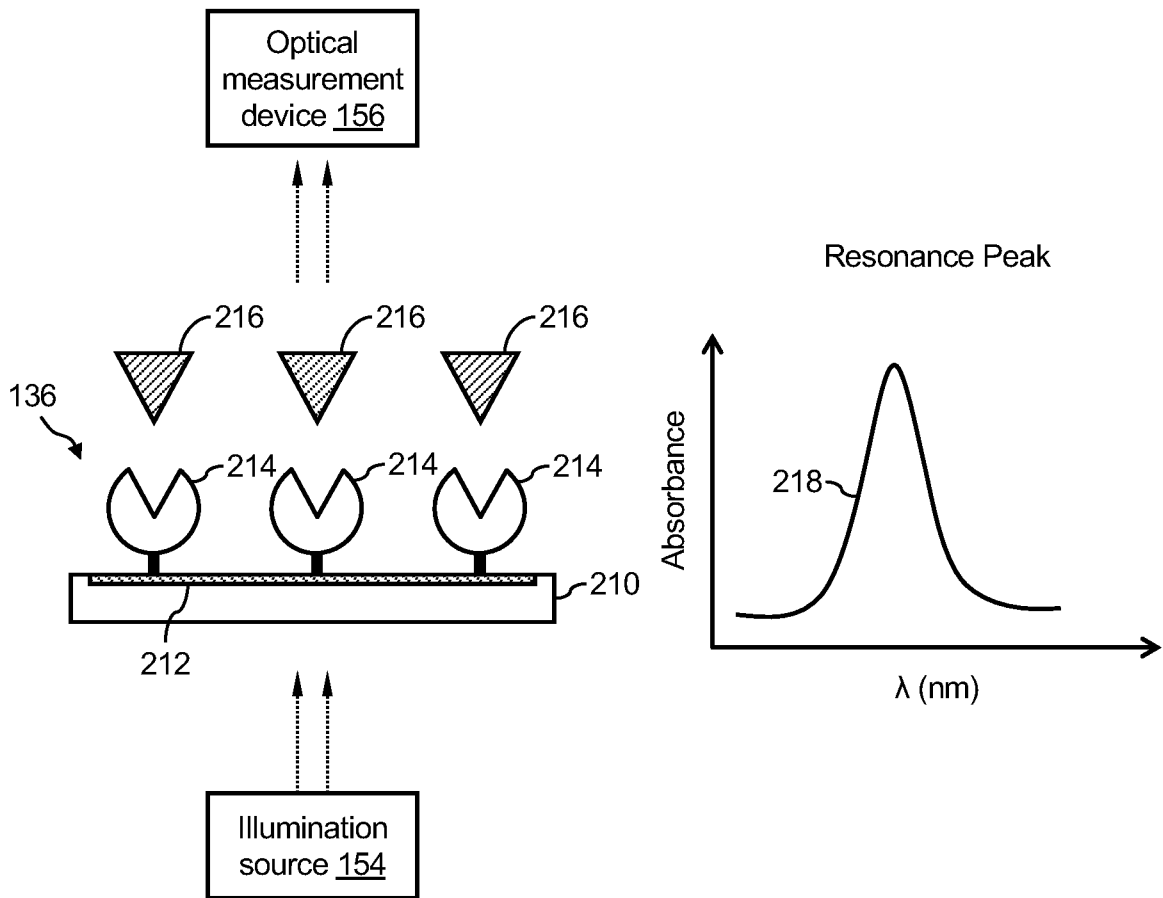 Optical
measurement
device 156
216
216
216
136
214
214
214
210
212
Illumination
source 154
Resonance Peak
Absorbance
218
λ (nm)